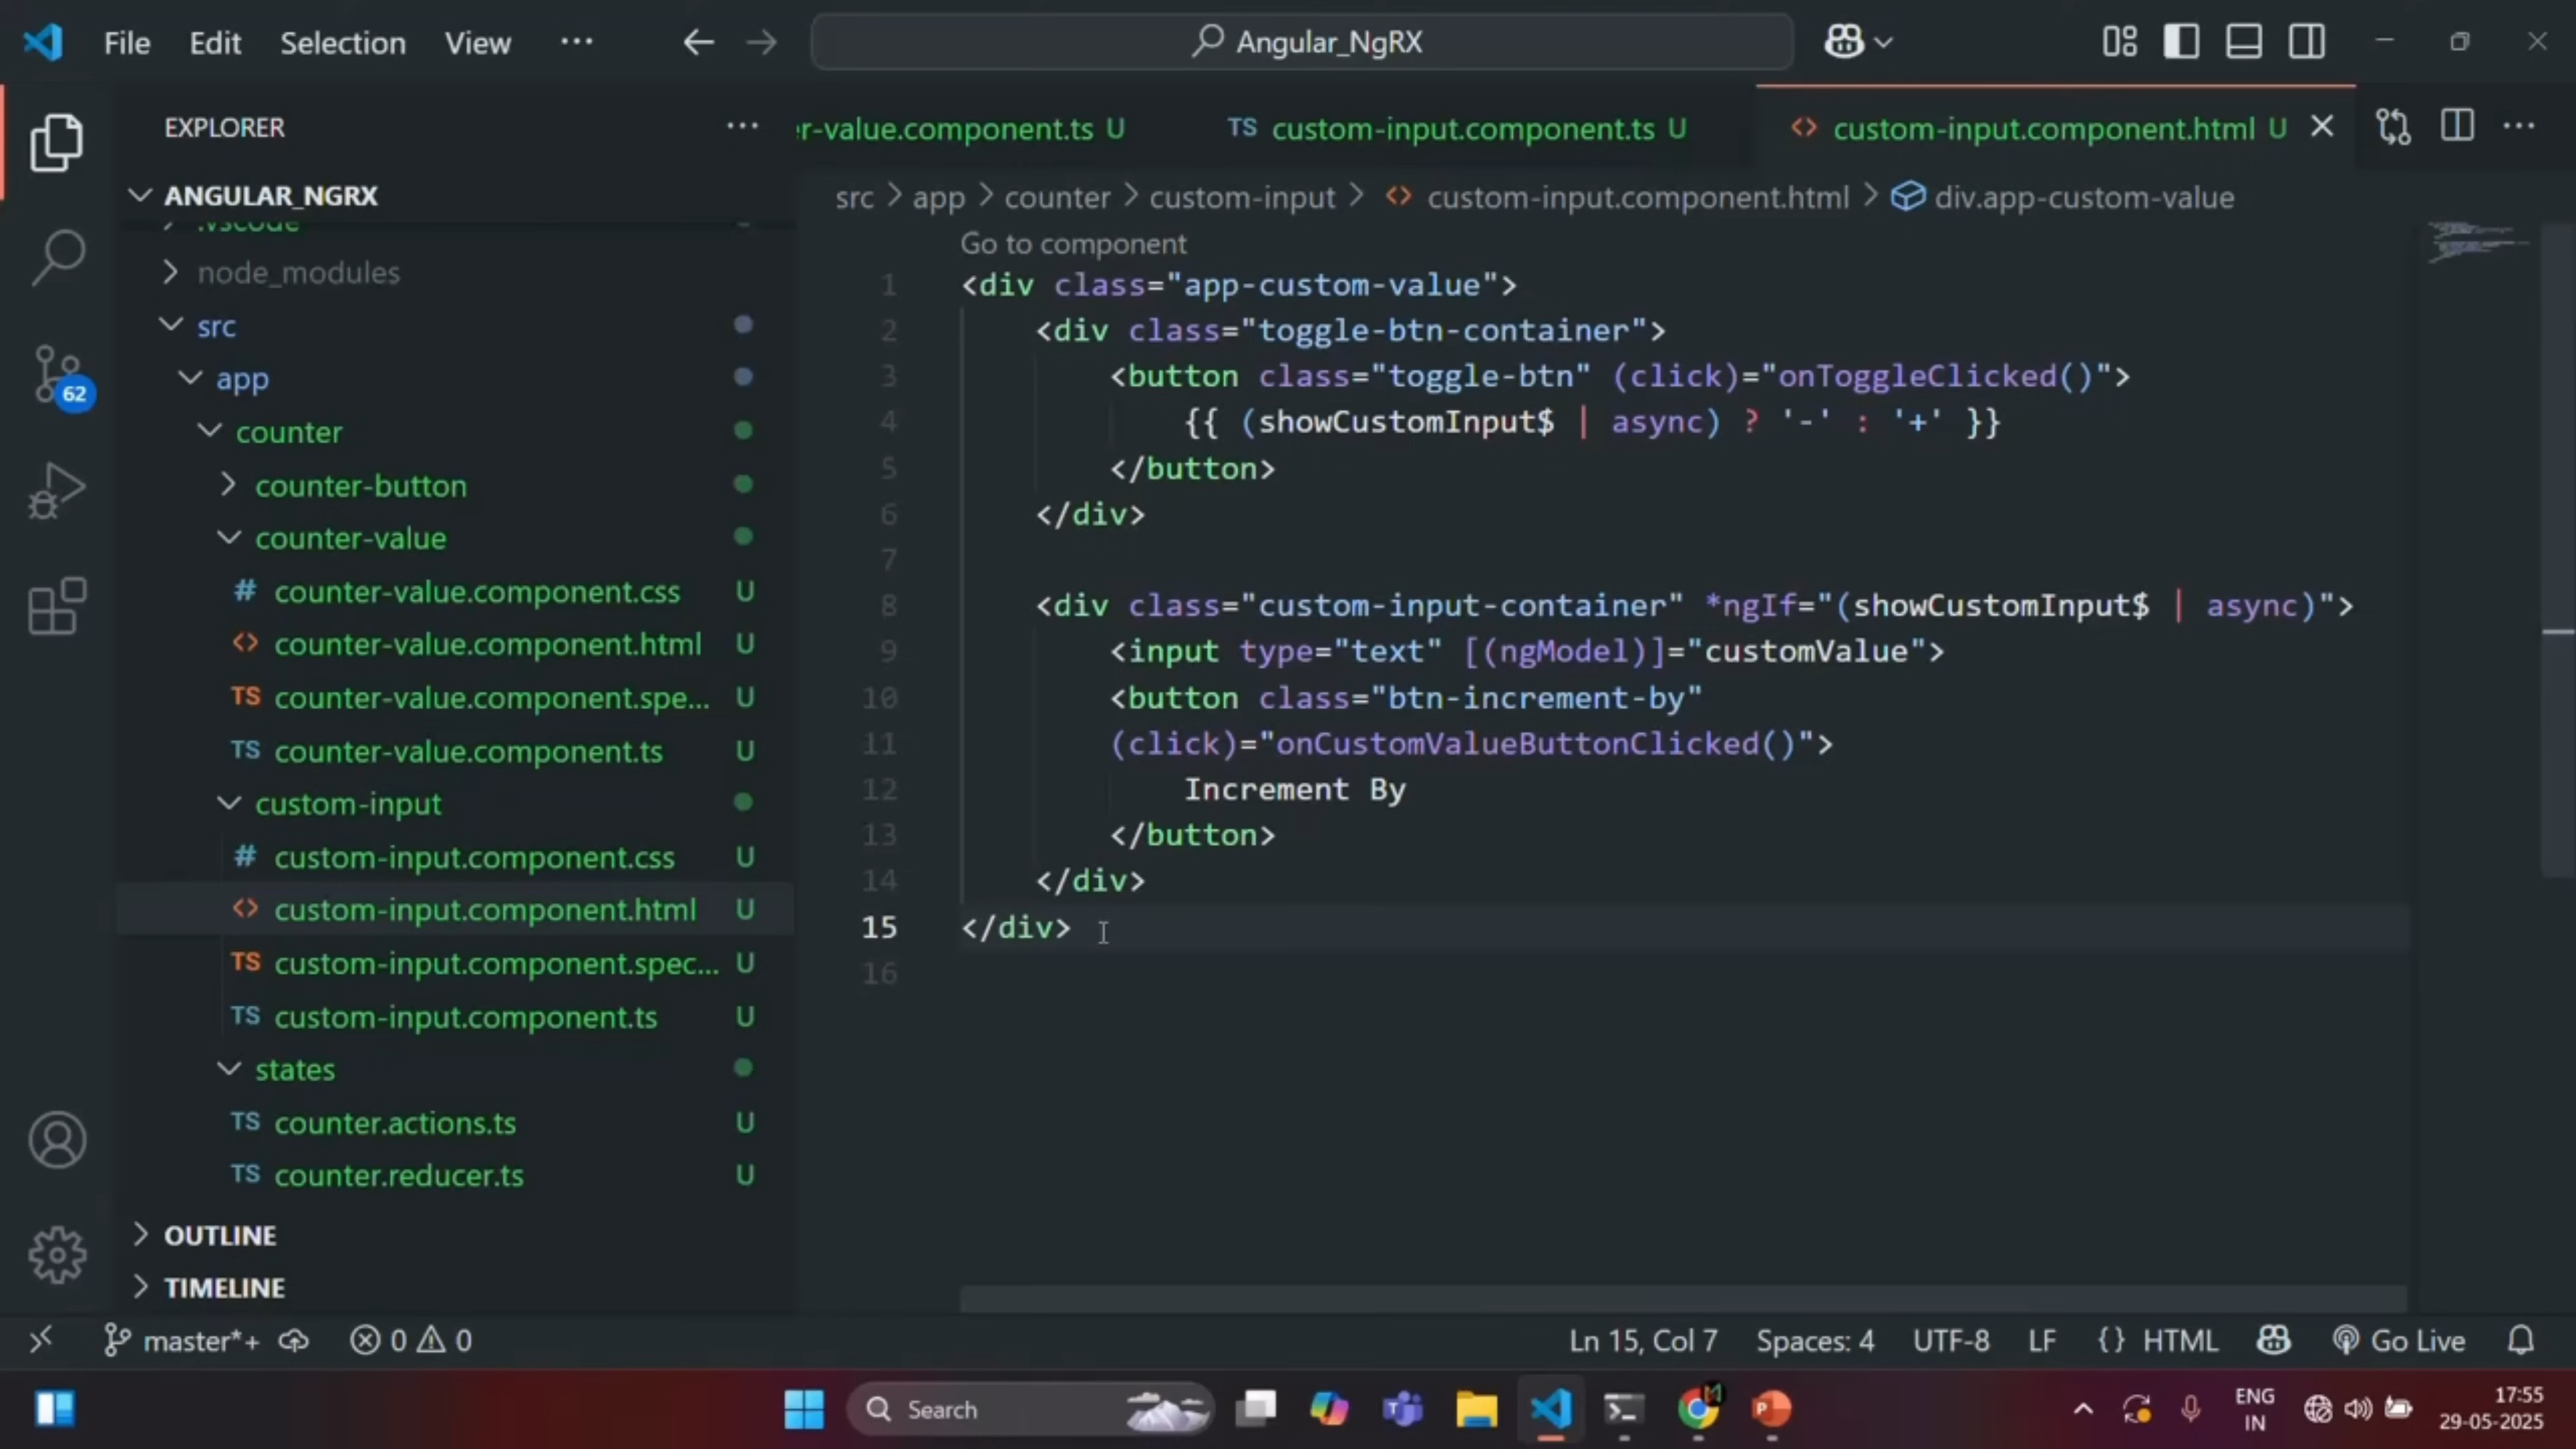 File Edit Selection View ... Angular_NgRX
EXPLORER ...
ANGULAR_NGRX
.vscode
node_modules
src
app
counter
counter-button
counter-value
# counter-value.component.css U
<> counter-value.component.html U
TS counter-value.component.spe... U
TS counter-value.component.ts U
custom-input
# custom-input.component.css U
<> custom-input.component.html U
TS custom-input.component.spec... U
TS custom-input.component.ts U
states
TS counter.actions.ts U
TS counter.reducer.ts U
OUTLINE
TIMELINE
62
r-value.component.ts U TS custom-input.component.ts U <> custom-input.component.html U
src > app > counter > custom-input > <> custom-input.component.html > div.app-custom-value
Go to component
1 <div class="app-custom-value">
2 <div class="toggle-btn-container">
3 <button class="toggle-btn" (click)="onToggleClicked()">
4 {{ (showCustomInput$ | async) ? '-' : '+' }}
5 </button>
6 </div>
7
8 <div class="custom-input-container" *ngIf="(showCustomInput$ | async)">
9 <input type="text" [(ngModel)]="customValue">
10 <button class="btn-increment-by"
11 (click)="onCustomValueButtonClicked()">
12 Increment By
13 </button>
14 </div>
15 </div>
16
master*+ 0 0 Ln 15, Col 7 Spaces: 4 UTF-8 LF {} HTML Go Live
Search
ENG
IN
17:55
29-05-2025